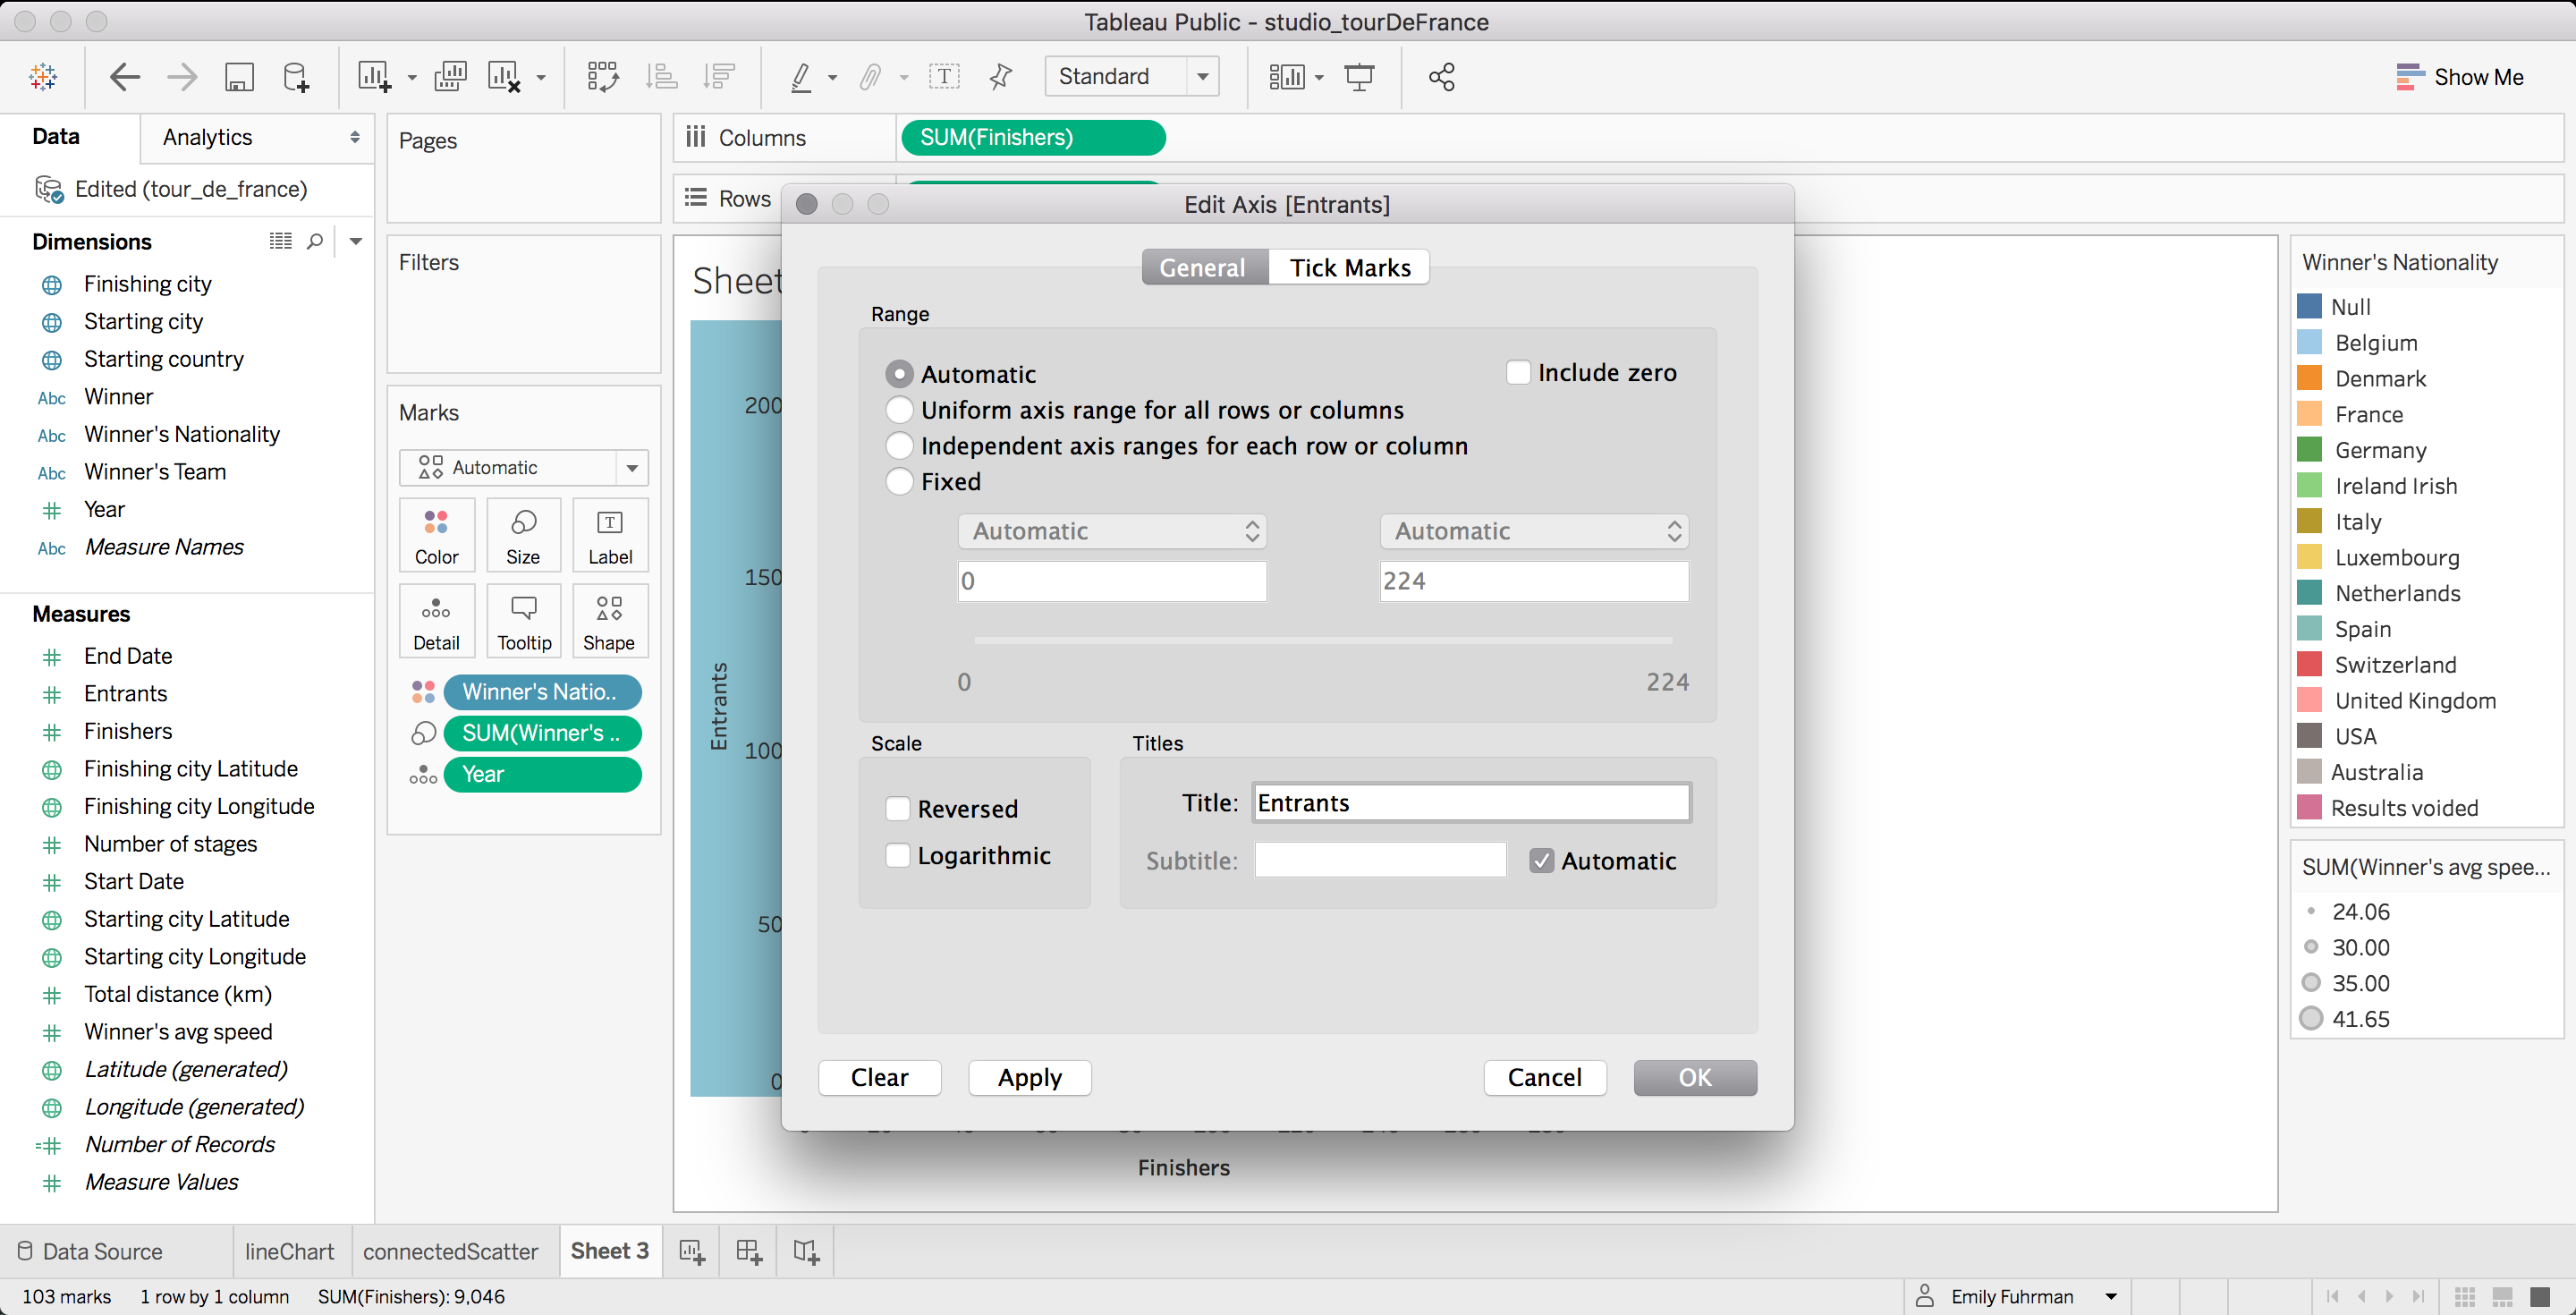 Tableau Public - studio_tourDeFrance
Standard
Show Me
Data
Analytics
Edited (tour_de_france)
Dimensions
Finishing city
Starting city
Starting country
Abc Winner
Abc Winner's Nationality
Abc Winner's Team
Year
Abc Measure Names
Measures
End Date
Entrants
Finishers
Finishing city Latitude
Finishing city Longitude
Number of stages
Start Date
Starting city Latitude
Starting city Longitude
Total distance (km)
Winner's avg speed
Latitude (generated)
Longitude (generated)
Number of Records
Measure Values
Pages
Filters
Marks
Automatic
Color
Size
Label
Detail
Tooltip
Shape
Winner's Natio..
SUM(Winner's ..
Year
Columns
SUM(Finishers)
Rows
Sheet
200
150
100
50
0
Entrants
Finishers
Edit Axis [Entrants]
General
Tick Marks
Range
Automatic
Include zero
Uniform axis range for all rows or columns
Independent axis ranges for each row or column
Fixed
Automatic
Automatic
0
224
0
224
Scale
Reversed
Logarithmic
Titles
Title: Entrants
Subtitle:
Automatic
Clear
Apply
Cancel
OK
Winner's Nationality
Null
Belgium
Denmark
France
Germany
Ireland Irish
Italy
Luxembourg
Netherlands
Spain
Switzerland
United Kingdom
USA
Australia
Results voided
SUM(Winner's avg spee...
24.06
30.00
35.00
41.65
Data Source
lineChart
connectedScatter
Sheet 3
103 marks
1 row by 1 column
SUM(Finishers): 9,046
Emily Fuhrman